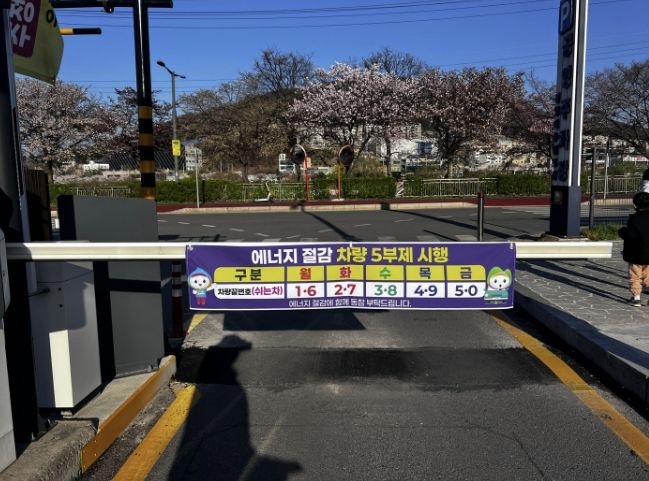 에너지 절감 차량 5부제 시행
구분 월 화 수 목 금
차량끝번호(쉬는차) 1·6 2·7 3·8 4·9 5·0
에너지 절감에 함께 동참 부탁드립니다.
P